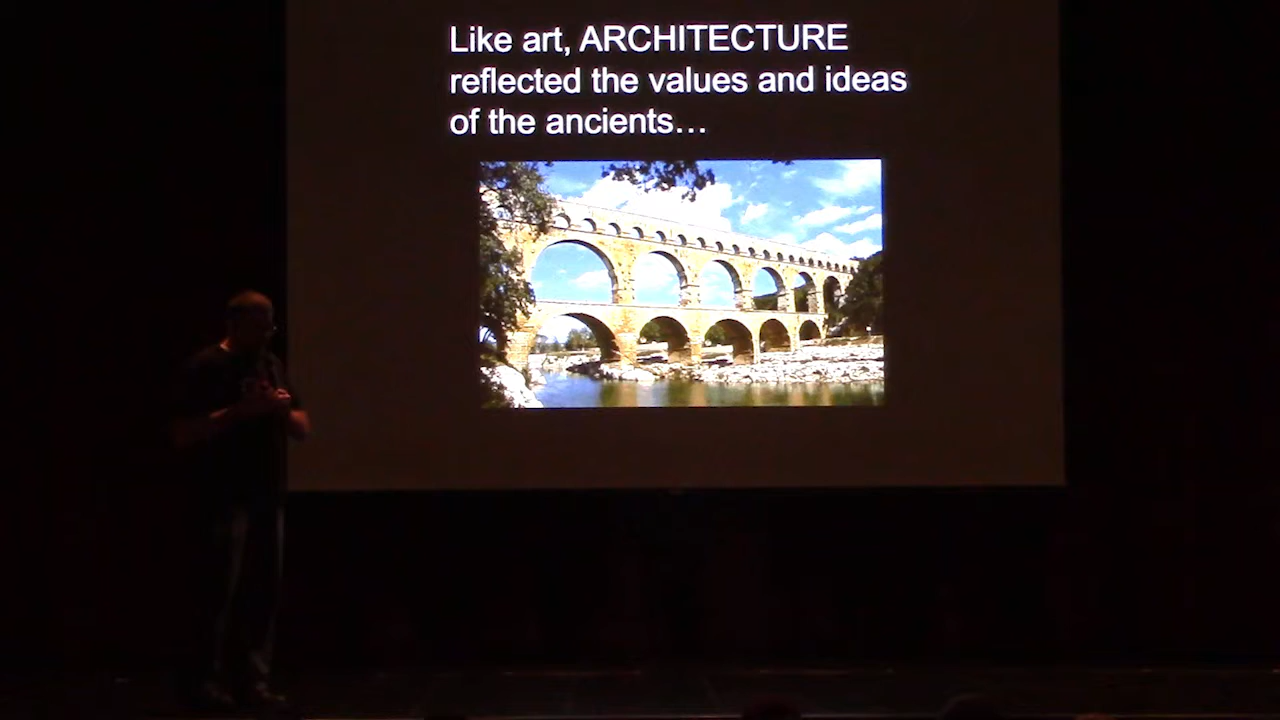 Like art, ARCHITECTURE
reflected the values and ideas
of the ancients…